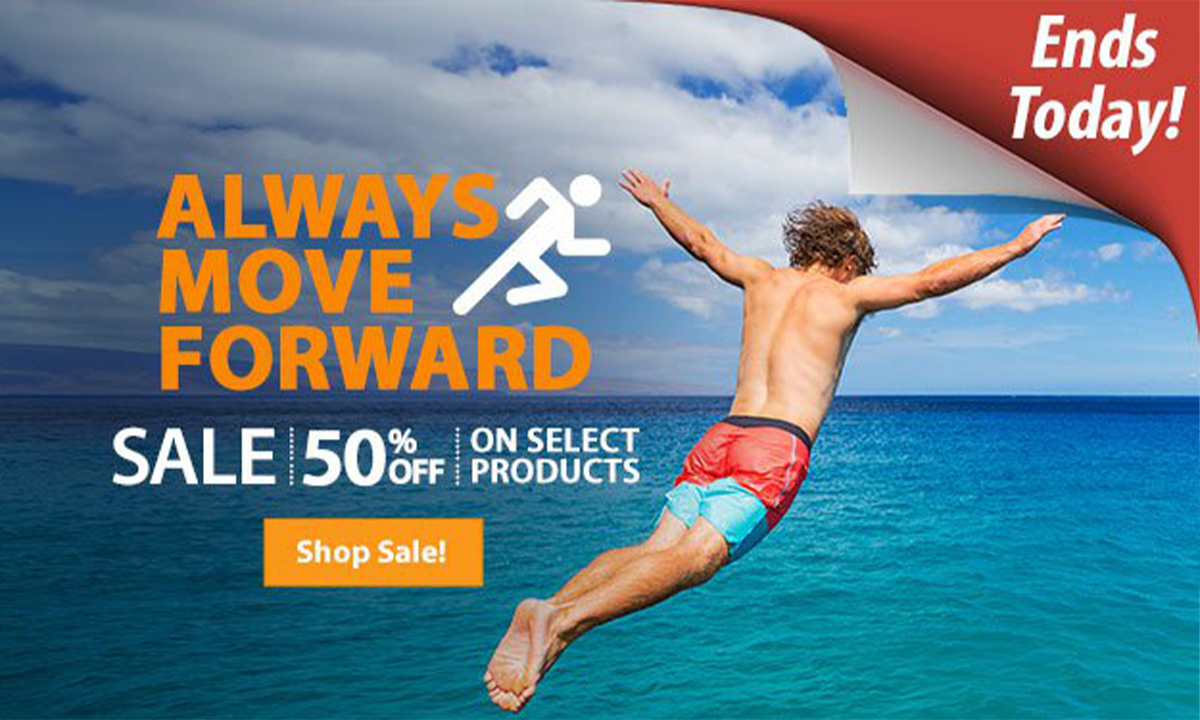 Ends
Today!
ALWAYS
MOVE
FORWARD
SALE 50% OFF ON SELECT PRODUCTS
Shop Sale!